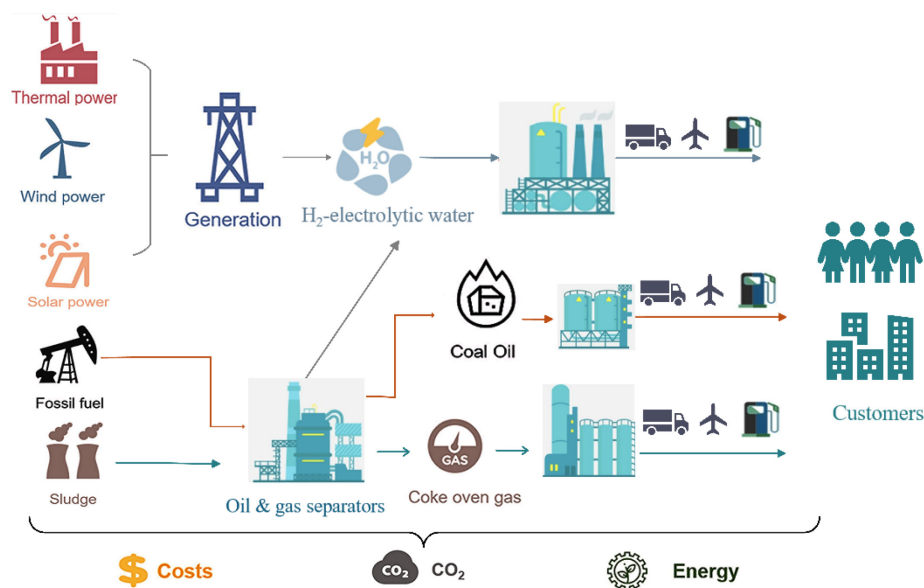 Thermal power
Wind power
Solar power
Fossil fuel
Sludge
Generation
H₂O
H₂-electrolytic water
Coal Oil
Oil & gas separators
GAS
Coke oven gas
Customers
$ Costs
CO₂ CO₂
Energy